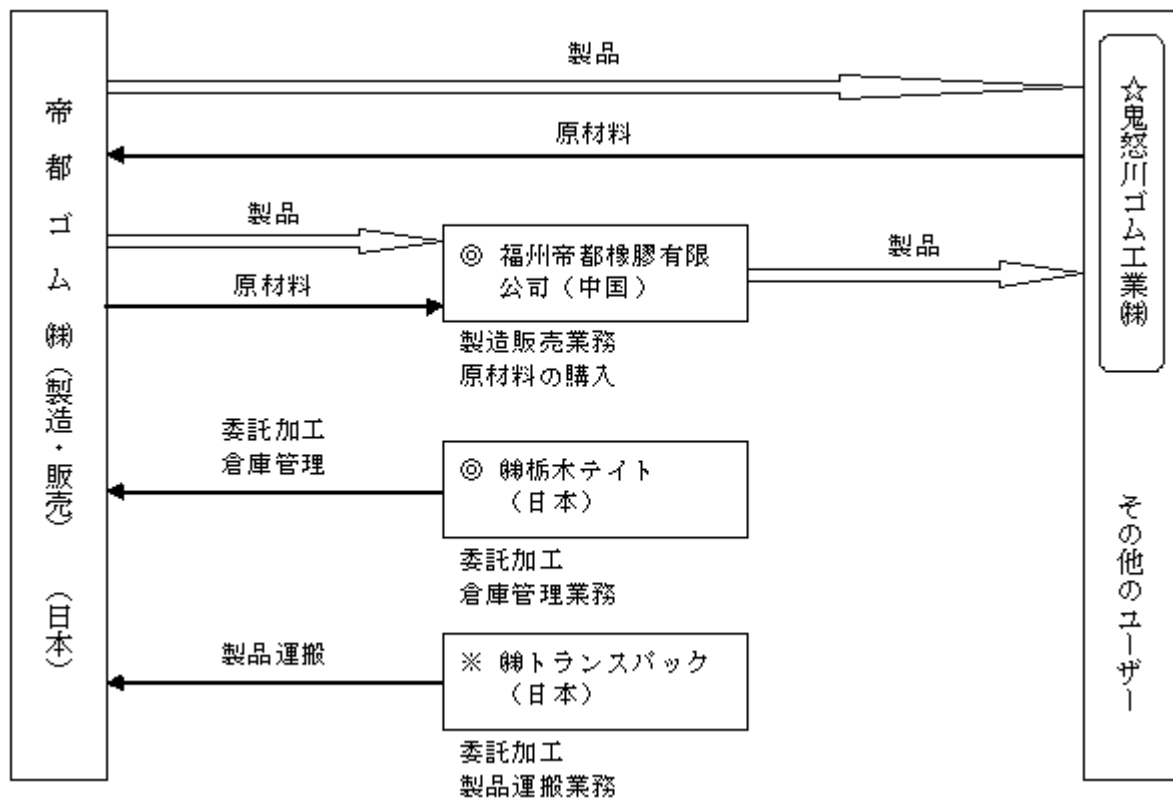 帝都ゴム㈱（製造・販売）（日本）
製品
原材料
製品
原材料
◎ 福州帝都橡膠有限
公司（中国）
製造販売業務
原材料の購入
製品
委託加工
倉庫管理
◎ ㈱栃木テイト
（日本）
委託加工
倉庫管理業務
製品運搬
※ ㈱トランスバック
（日本）
委託加工
製品運搬業務
☆鬼怒川ゴム工業㈱
その他のユーザー